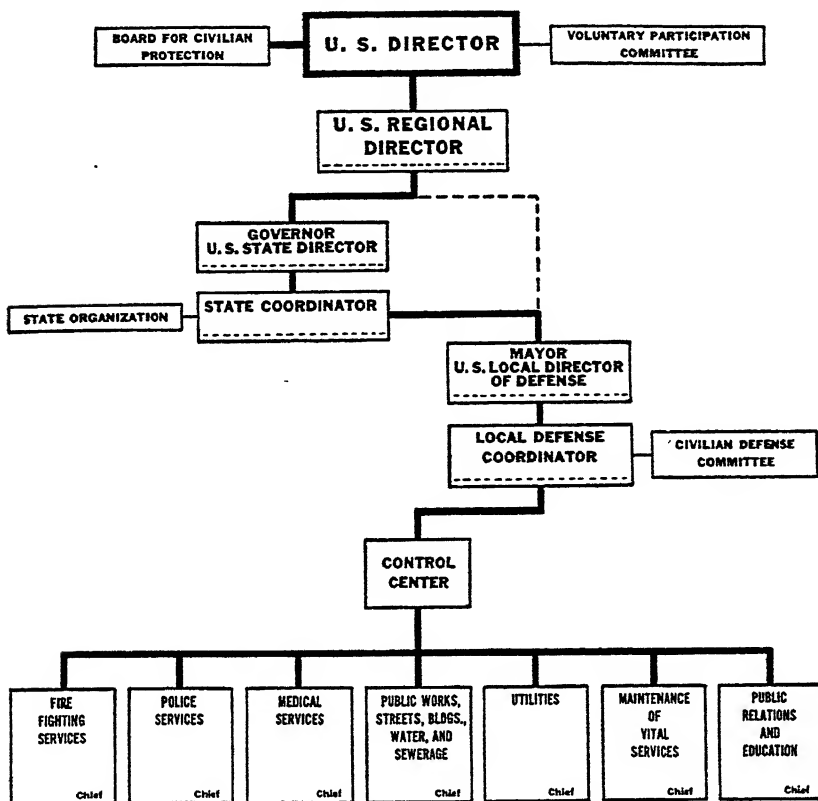 BOARD FOR CIVILIAN
PROTECTION
U. S. DIRECTOR
VOLUNTARY PARTICIPATION
COMMITTEE
U. S. REGIONAL
DIRECTOR
GOVERNOR
U. S. STATE DIRECTOR
STATE ORGANIZATION
STATE COORDINATOR
MAYOR
U. S. LOCAL DIRECTOR
OF DEFENSE
LOCAL DEFENSE
COORDINATOR
CIVILIAN DEFENSE
COMMITTEE
CONTROL
CENTER
FIRE
FIGHTING
SERVICES
Chief
POLICE
SERVICES
Chief
MEDICAL
SERVICES
Chief
PUBLIC WORKS,
STREETS, BLDGS.,
WATER, AND
SEWERAGE
Chief
UTILITIES
Chief
MAINTENANCE
OF
VITAL
SERVICES
Chief
PUBLIC
RELATIONS
AND
EDUCATION
Chief